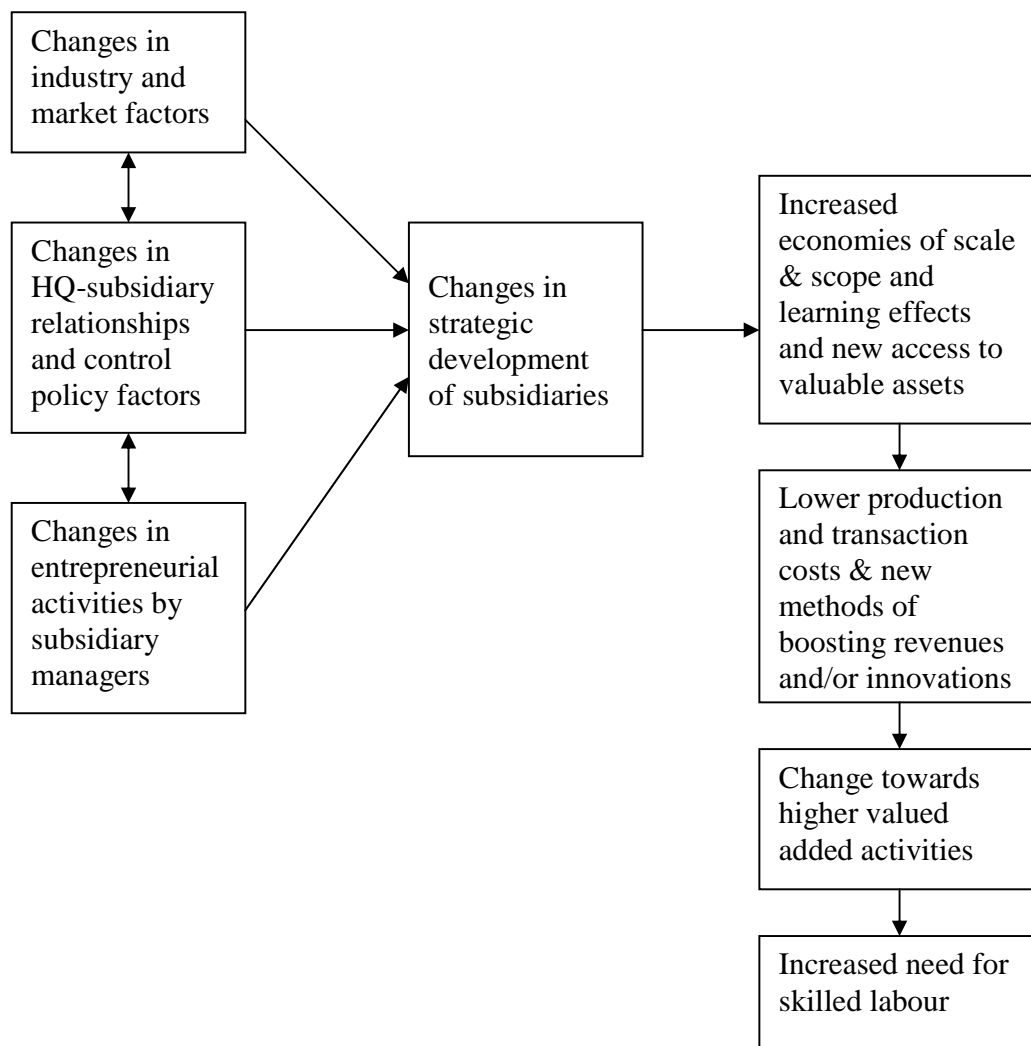 Changes in
industry and
market factors
Changes in
HQ-subsidiary
relationships
and control
policy factors
Changes in
entrepreneurial
activities by
subsidiary
managers
Changes in
strategic
development
of subsidiaries
Increased
economies of scale
& scope and
learning effects
and new access to
valuable assets
Lower production
and transaction
costs & new
methods of
boosting revenues
and/or innovations
Change towards
higher valued
added activities
Increased need for
skilled labour